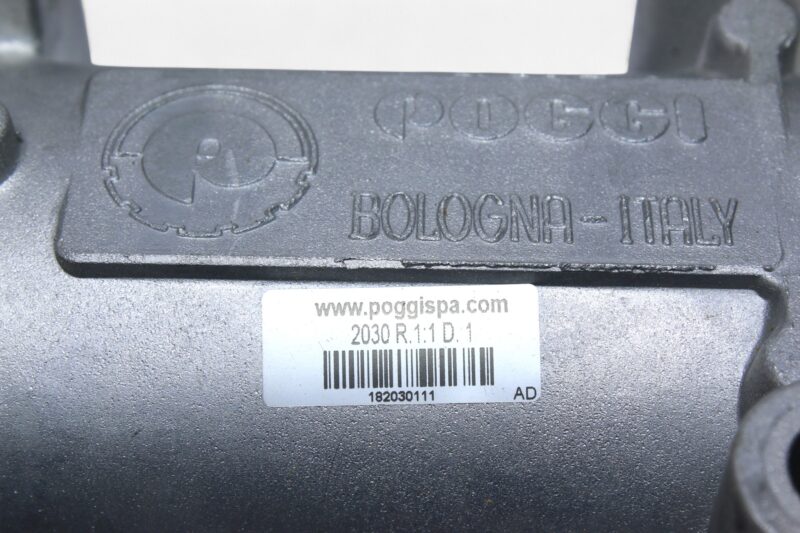 POGGI
BOLOGNA - ITALY
www.poggispa.com
2030 R.1:1 D. 1
182030111
AD